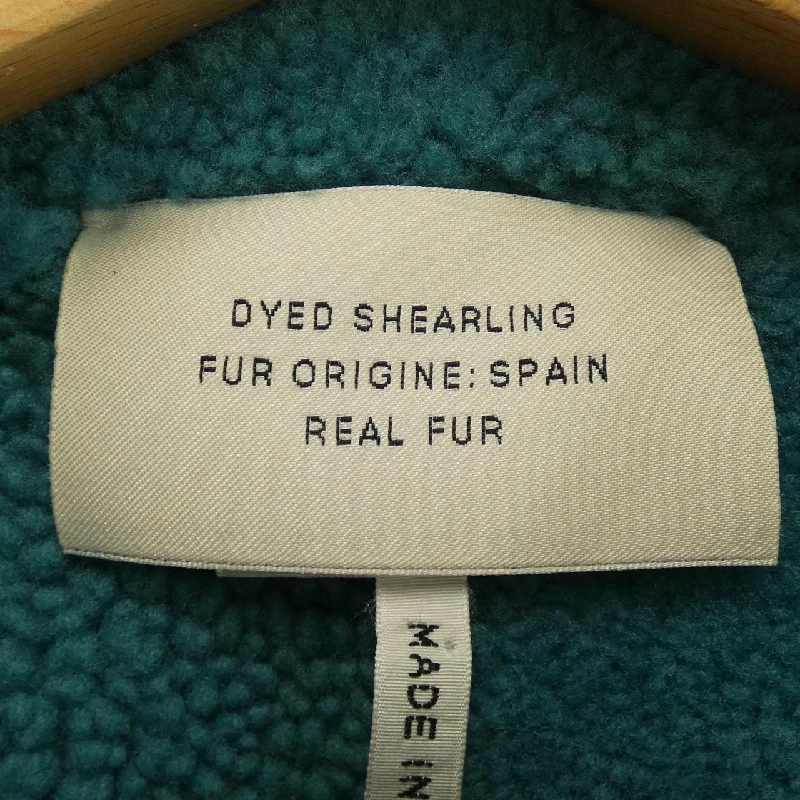 DYED SHEARLING
FUR ORIGINE: SPAIN
REAL FUR
MADE IN